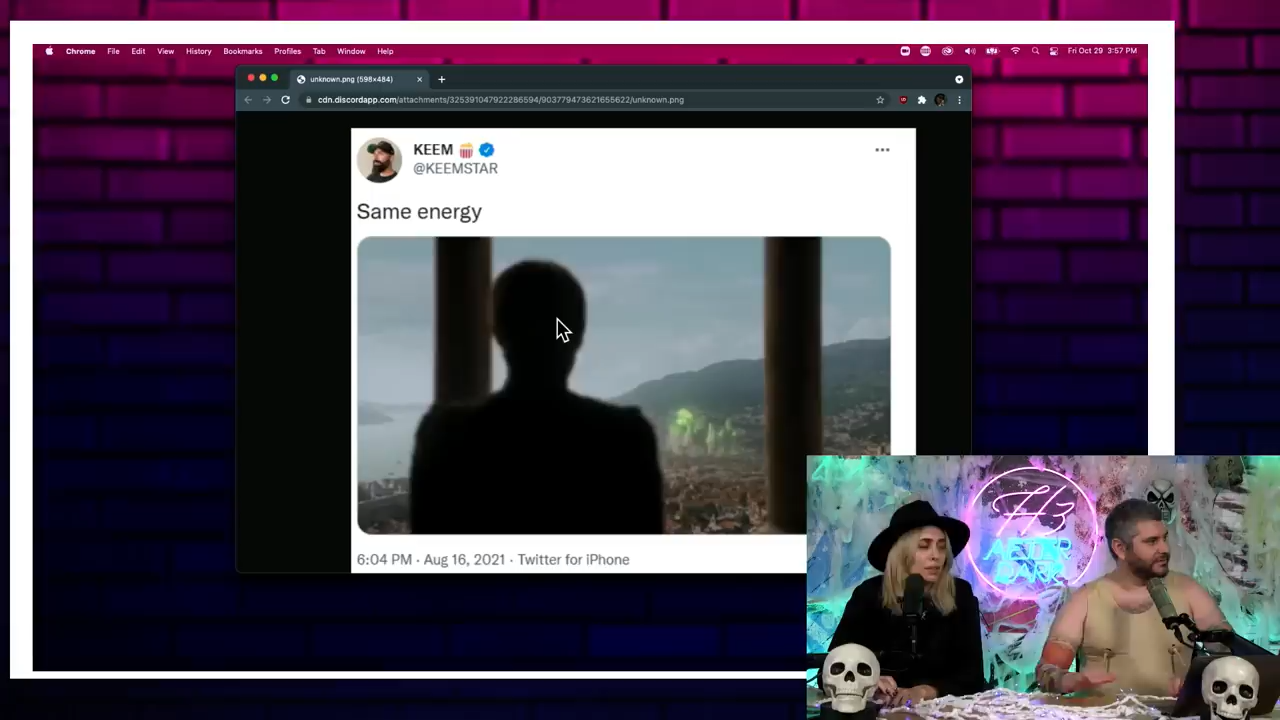 Chrome File Edit View History Bookmarks Profiles Tab Window Help
Fri Oct 29 3:57 PM
unknown.png (598×484)
cdn.discordapp.com/attachments/325391047922286594/903779473621655622/unknown.png
KEEM
@KEEMSTAR
Same energy
6:04 PM · Aug 16, 2021 · Twitter for iPhone
H3
AFTER
DARK